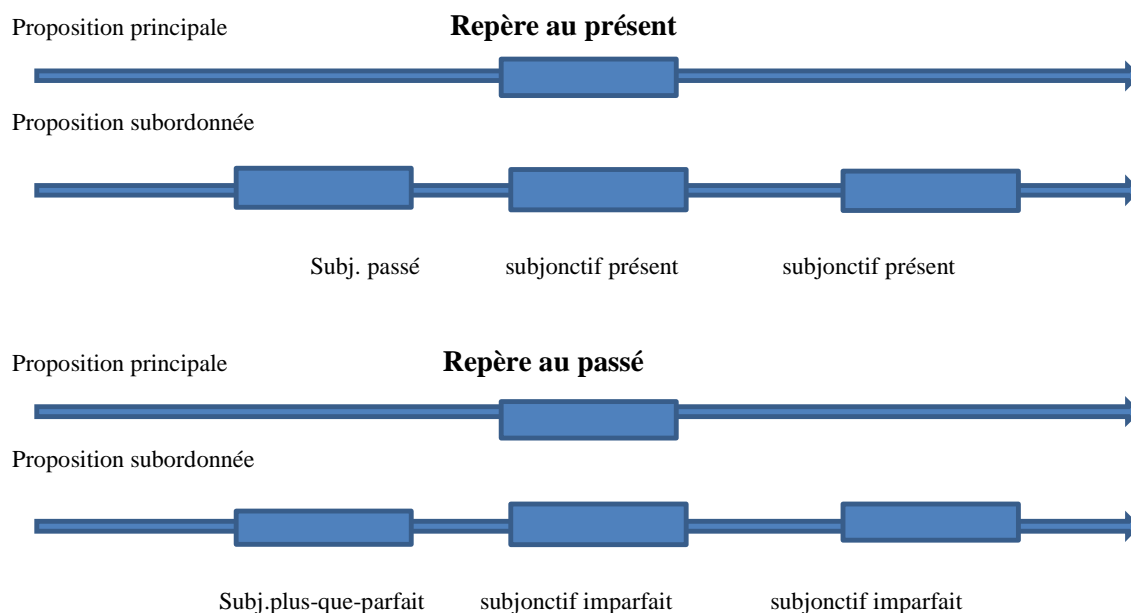 Proposition principale Repère au présent
Proposition subordonnée
Subj. passé subjonctif présent subjonctif présent
Proposition principale Repère au passé
Proposition subordonnée
Subj.plus-que-parfait subjonctif imparfait subjonctif imparfait